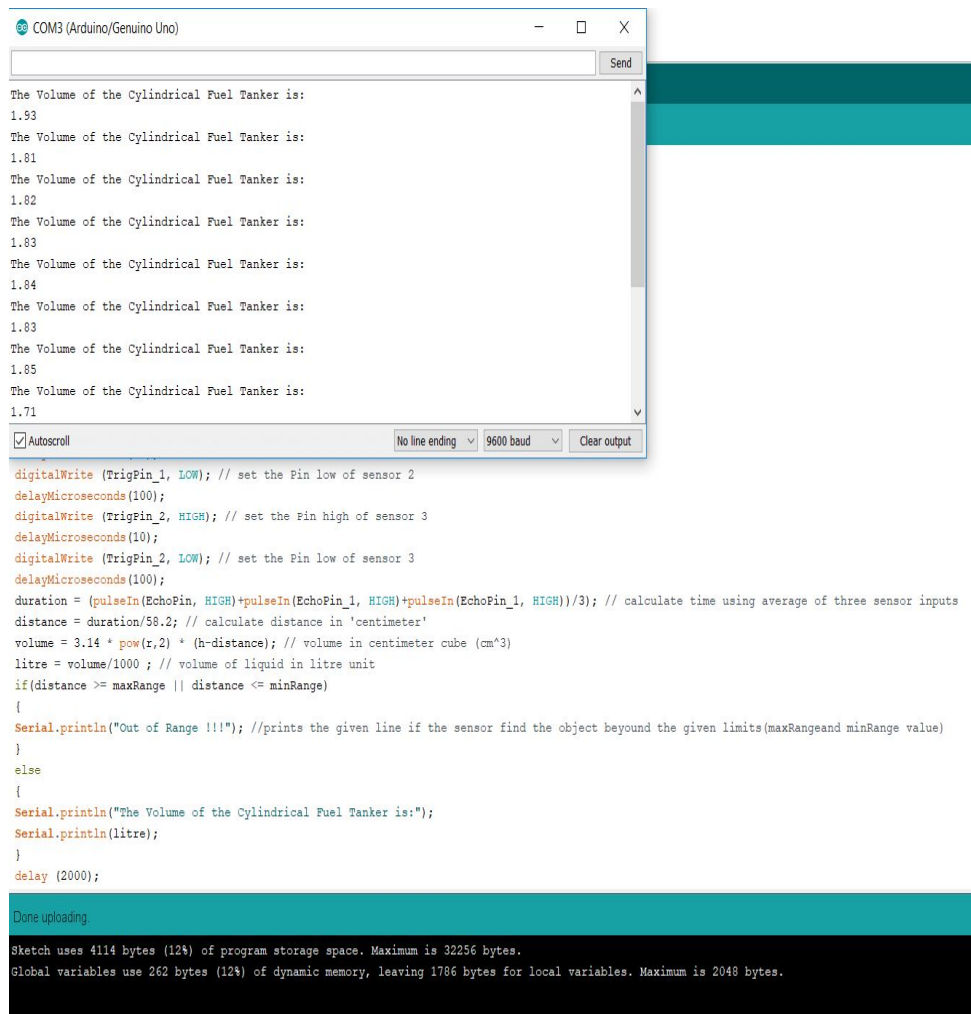 COM3 (Arduino/Genuino Uno)
Send
The Volume of the Cylindrical Fuel Tanker is:
1.93
The Volume of the Cylindrical Fuel Tanker is:
1.81
The Volume of the Cylindrical Fuel Tanker is:
1.82
The Volume of the Cylindrical Fuel Tanker is:
1.83
The Volume of the Cylindrical Fuel Tanker is:
1.84
The Volume of the Cylindrical Fuel Tanker is:
1.83
The Volume of the Cylindrical Fuel Tanker is:
1.85
The Volume of the Cylindrical Fuel Tanker is:
1.71
Autoscroll No line ending 9600 baud Clear output
digitalWrite (TrigPin_1, LOW); // set the Pin low of sensor 2
delayMicroseconds(100);
digitalWrite (TrigPin_2, HIGH); // set the Pin high of sensor 3
delayMicroseconds(10);
digitalWrite (TrigPin_2, LOW); // set the Pin low of sensor 3
delayMicroseconds(100);
duration = (pulseIn(EchoPin, HIGH)+pulseIn(EchoPin_1, HIGH)+pulseIn(EchoPin_1, HIGH))/3); // calculate time using average of three sensor inputs
distance = duration/58.2; // calculate distance in 'centimeter'
volume = 3.14 * pow(r,2) * (h-distance); // volume in centimeter cube (cm^3)
litre = volume/1000 ; // volume of liquid in litre unit
if(distance >= maxRange || distance <= minRange)
{
Serial.println("Out of Range !!!"); //prints the given line if the sensor find the object beyound the given limits(maxRangeand minRange value)
}
else
{
Serial.println("The Volume of the Cylindrical Fuel Tanker is:");
Serial.println(litre);
}
delay (2000);
Done uploading.
Sketch uses 4114 bytes (12%) of program storage space. Maximum is 32256 bytes.
Global variables use 262 bytes (12%) of dynamic memory, leaving 1786 bytes for local variables. Maximum is 2048 bytes.